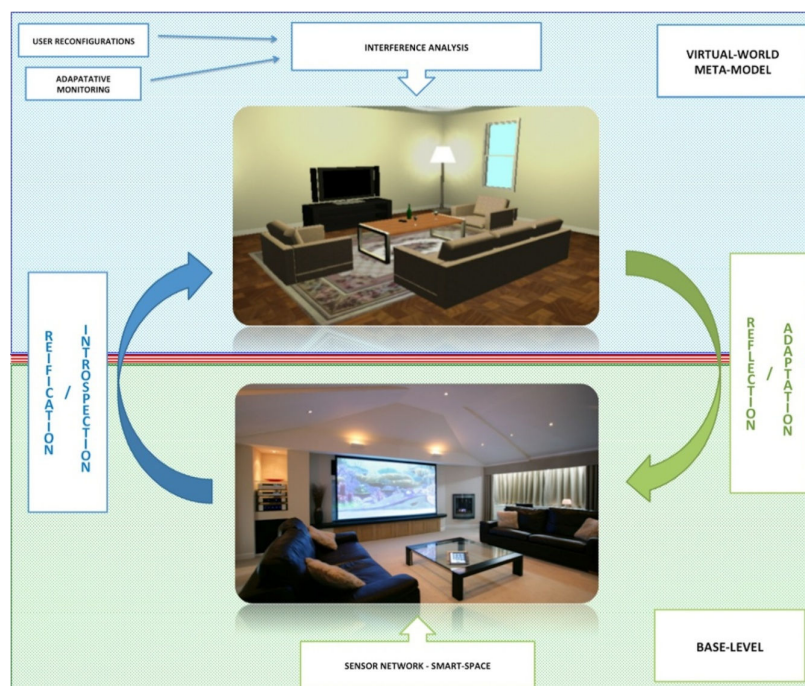 USER RECONFIGURATIONS
ADAPATATIVE
MONITORING
INTERFERENCE ANALYSIS
VIRTUAL-WORLD
META-MODEL
REIFICATION
/
INTROSPECTION
REFLECTION
/
ADAPTATION
BASE-LEVEL
SENSOR NETWORK - SMART-SPACE